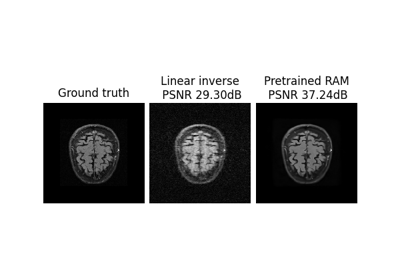 Ground truth
Linear inverse
PSNR 29.30dB
Pretrained RAM
PSNR 37.24dB